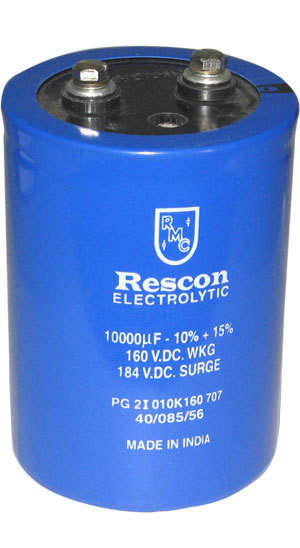 RMC
Rescon
ELECTROLYTIC
10000µF - 10% + 15%
160 V.DC. WKG
184 V.DC. SURGE
PG 2I 010K160 707
40/085/56
MADE IN INDIA